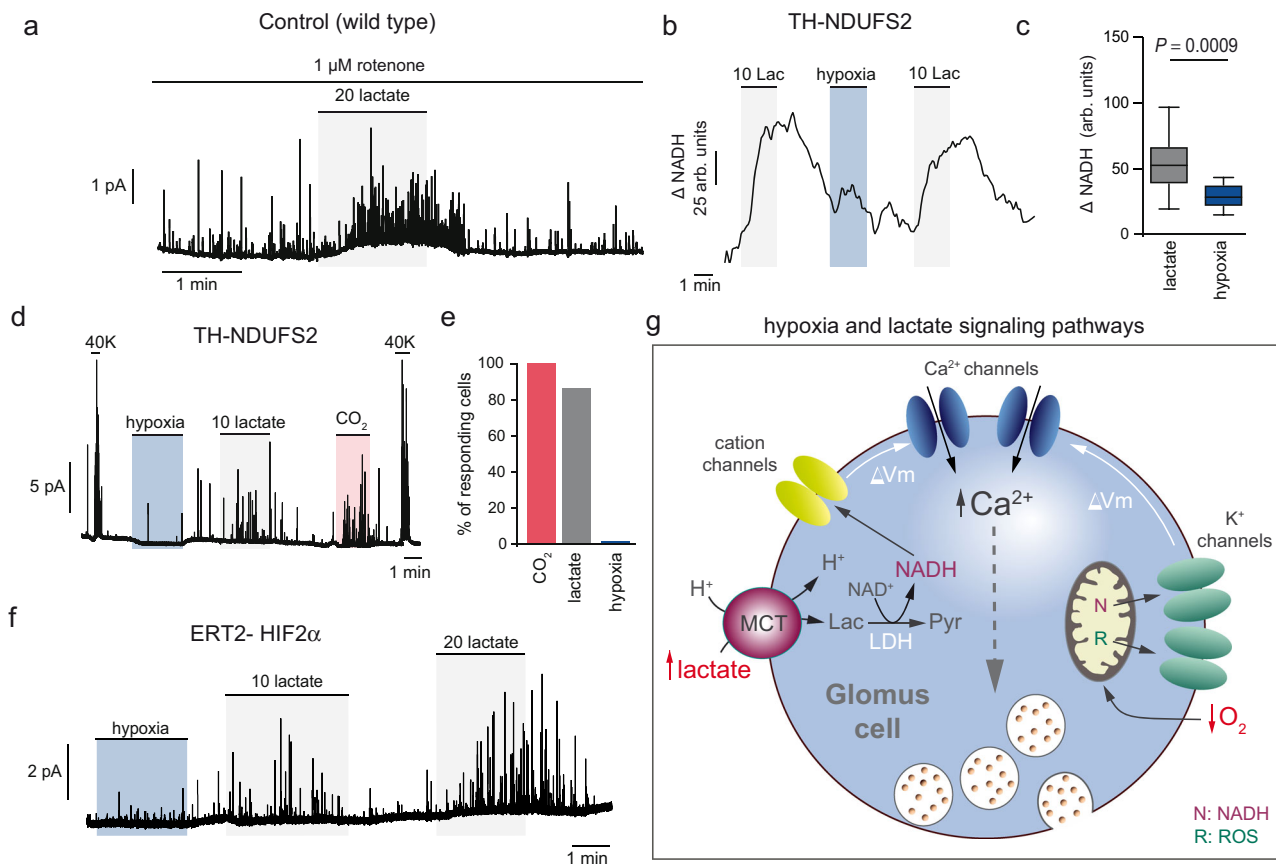 a
Control (wild type)
1 µM rotenone
20 lactate
1 pA
1 min
b
TH-NDUFS2
10 Lac
hypoxia
10 Lac
Δ NADH
25 arb. units
1 min
c
P = 0.0009
Δ NADH (arb. units)
150
100
50
0
lactate
hypoxia
d
TH-NDUFS2
40K
40K
hypoxia
10 lactate
CO₂
5 pA
1 min
e
% of responding cells
100
80
60
40
20
0
CO₂
lactate
hypoxia
f
ERT2- HIF2α
hypoxia
10 lactate
20 lactate
2 pA
1 min
g
hypoxia and lactate signaling pathways
Ca²⁺ channels
cation
channels
ΔVm
ΔVm
Ca²⁺
K⁺
channels
H⁺
H⁺
NADH
NAD⁺
MCT
Lac
Pyr
LDH
lactate
N
R
Glomus
cell
O₂
N: NADH
R: ROS